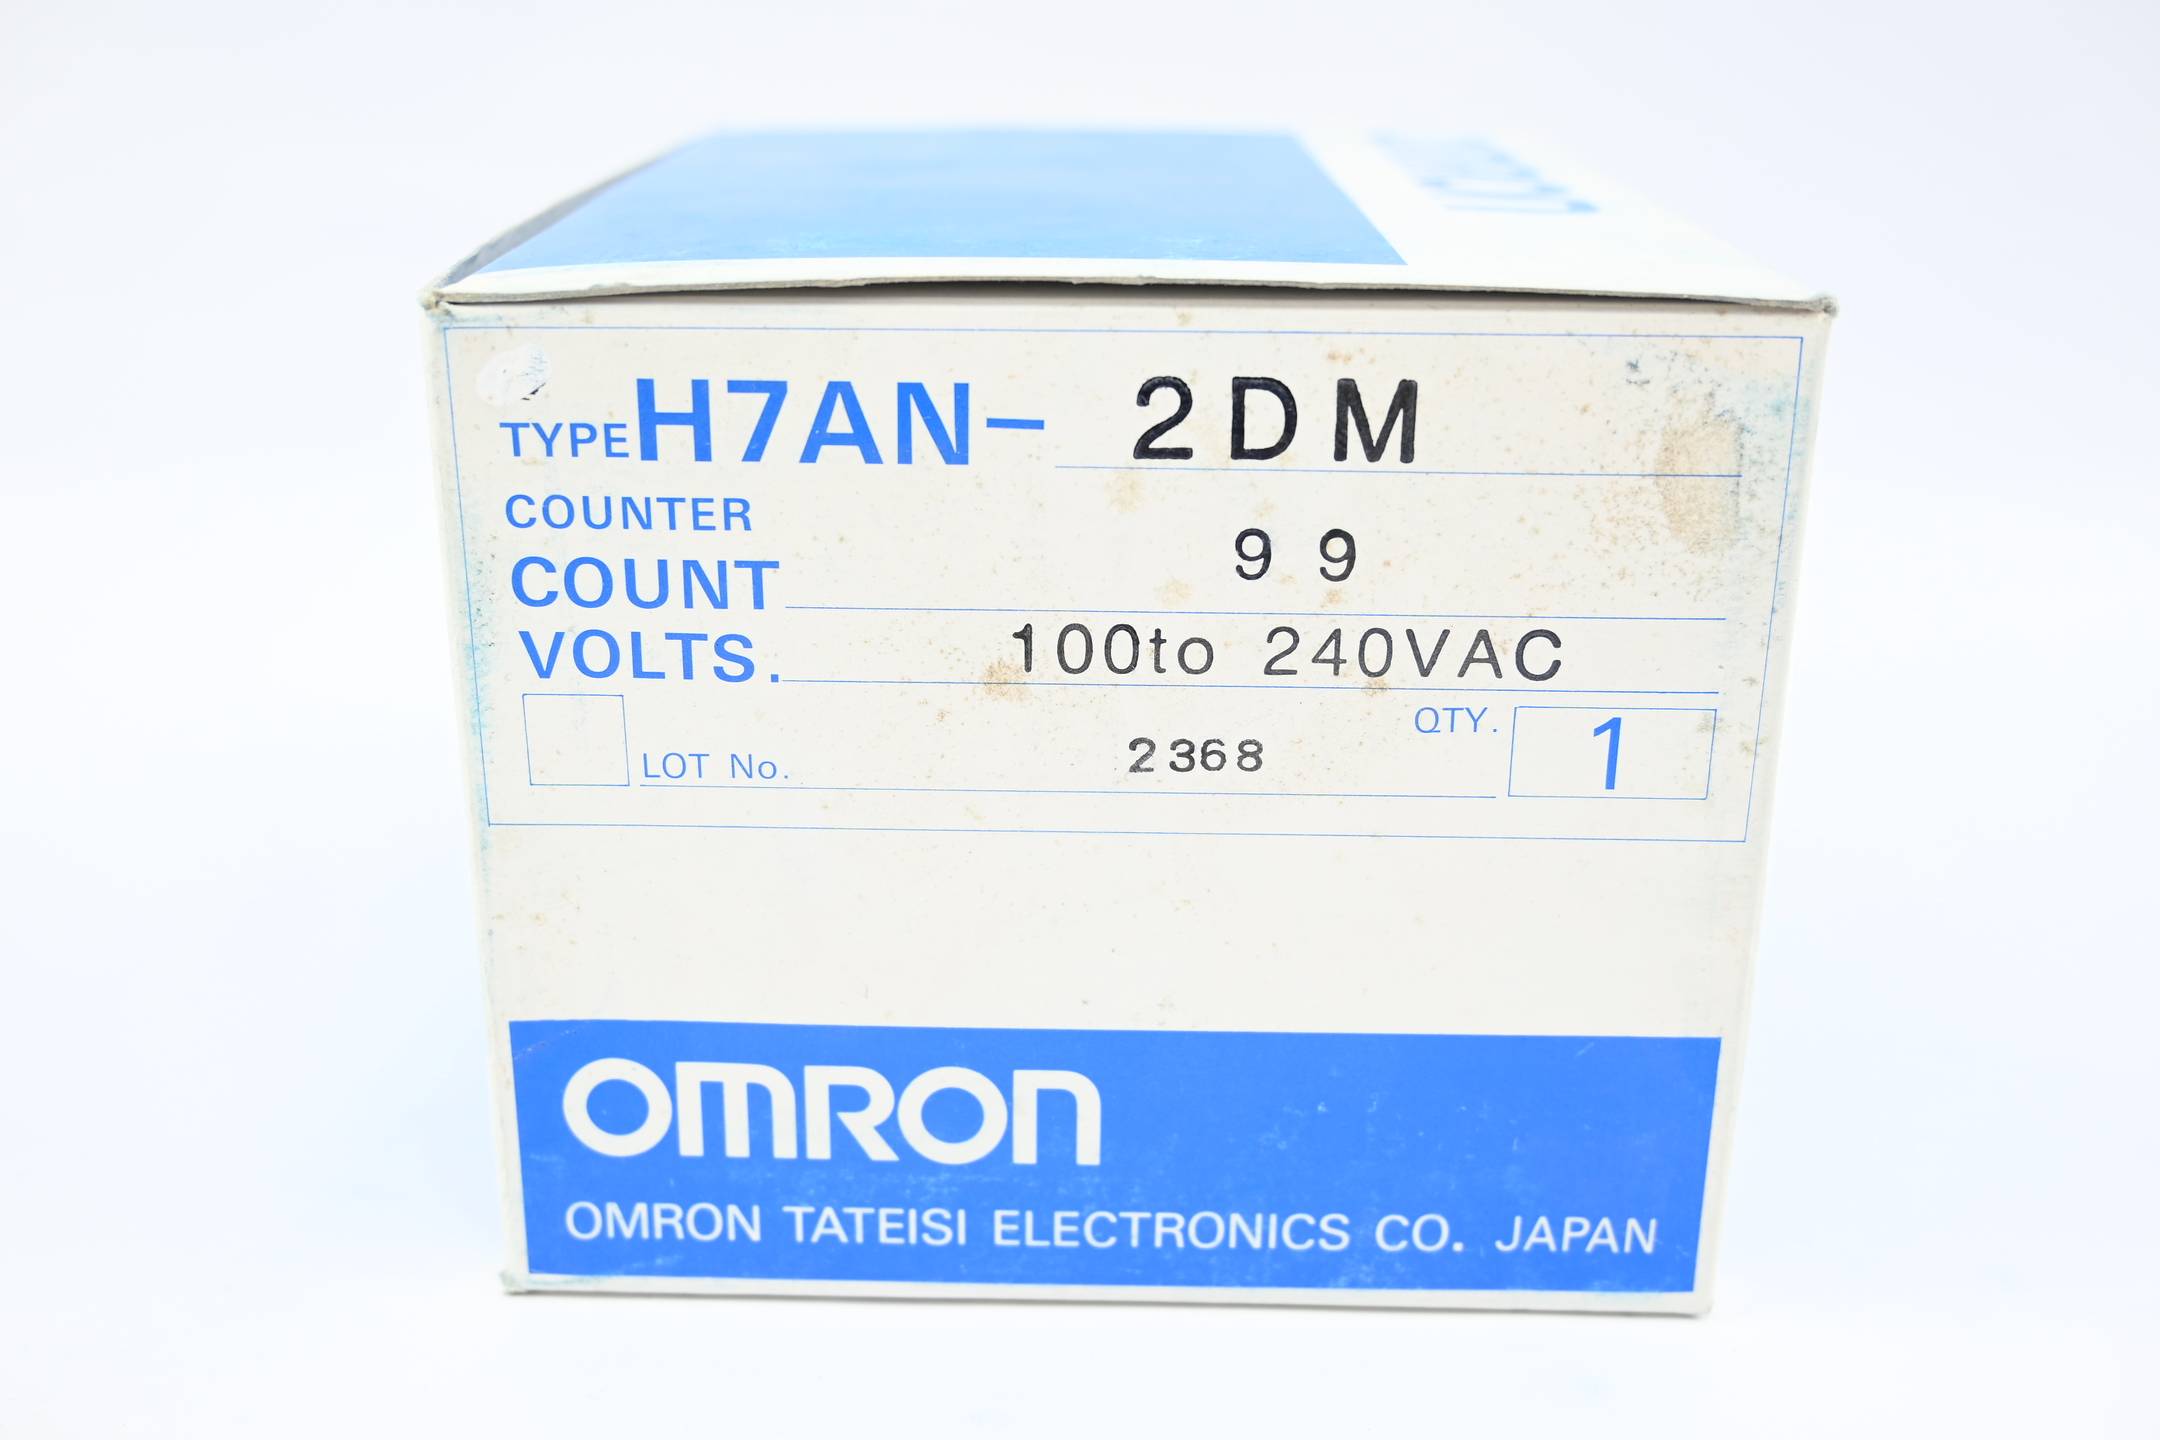 TYPE H7AN- 2DM
COUNTER
COUNT 99
VOLTS. 100to 240VAC
QTY. 1
LOT No. 2368
OMRON
OMRON TATEISI ELECTRONICS CO. JAPAN